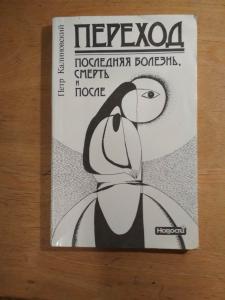 Петр Калиновский
ПЕРЕХОД
ПОСЛЕДНЯЯ БОЛЕЗНЬ,
СМЕРТЬ
И
ПОСЛЕ
Новости